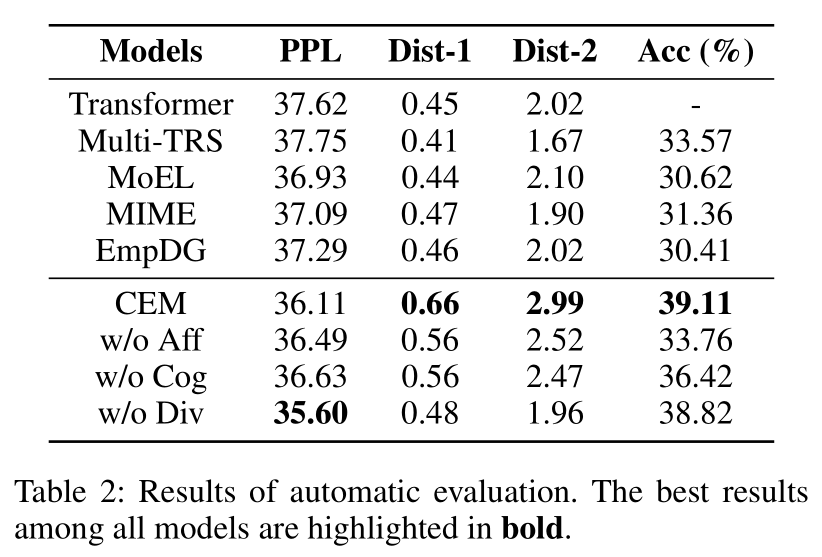 Models PPL Dist-1 Dist-2 Acc (%)
Transformer 37.62 0.45 2.02 -
Multi-TRS 37.75 0.41 1.67 33.57
MoEL 36.93 0.44 2.10 30.62
MIME 37.09 0.47 1.90 31.36
EmpDG 37.29 0.46 2.02 30.41
CEM 36.11 0.66 2.99 39.11
w/o Aff 36.49 0.56 2.52 33.76
w/o Cog 36.63 0.56 2.47 36.42
w/o Div 35.60 0.48 1.96 38.82
Table 2: Results of automatic evaluation. The best results
among all models are highlighted in bold.